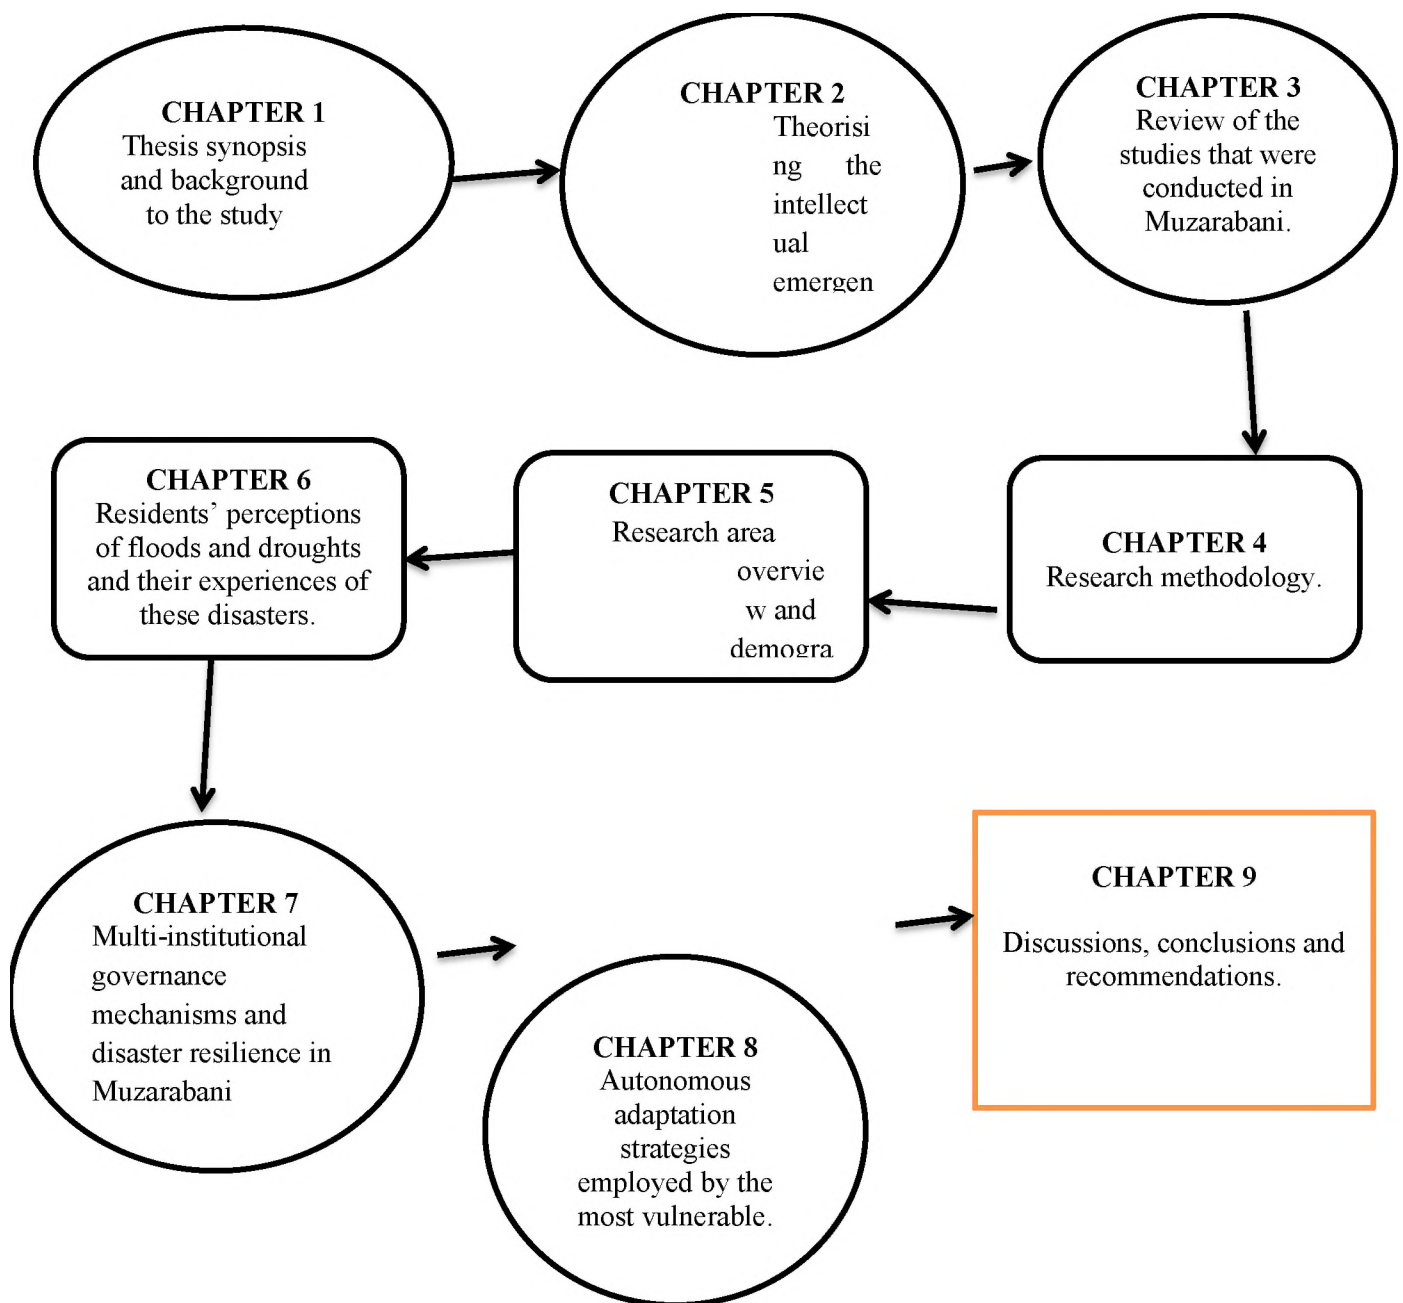 CHAPTER 1
Thesis synopsis
and background
to the study
CHAPTER 2
Theorisi
ng the
intellect
ual
emergen
CHAPTER 3
Review of the
studies that were
conducted in
Muzarabani.
CHAPTER 4
Research methodology.
CHAPTER 5
Research area
overvie
w and
demogra
CHAPTER 6
Residents’ perceptions
of floods and droughts
and their experiences of
these disasters.
CHAPTER 7
Multi-institutional
governance
mechanisms and
disaster resilience in
Muzarabani
CHAPTER 8
Autonomous
adaptation
strategies
employed by the
most vulnerable.
CHAPTER 9
Discussions, conclusions and
recommendations.